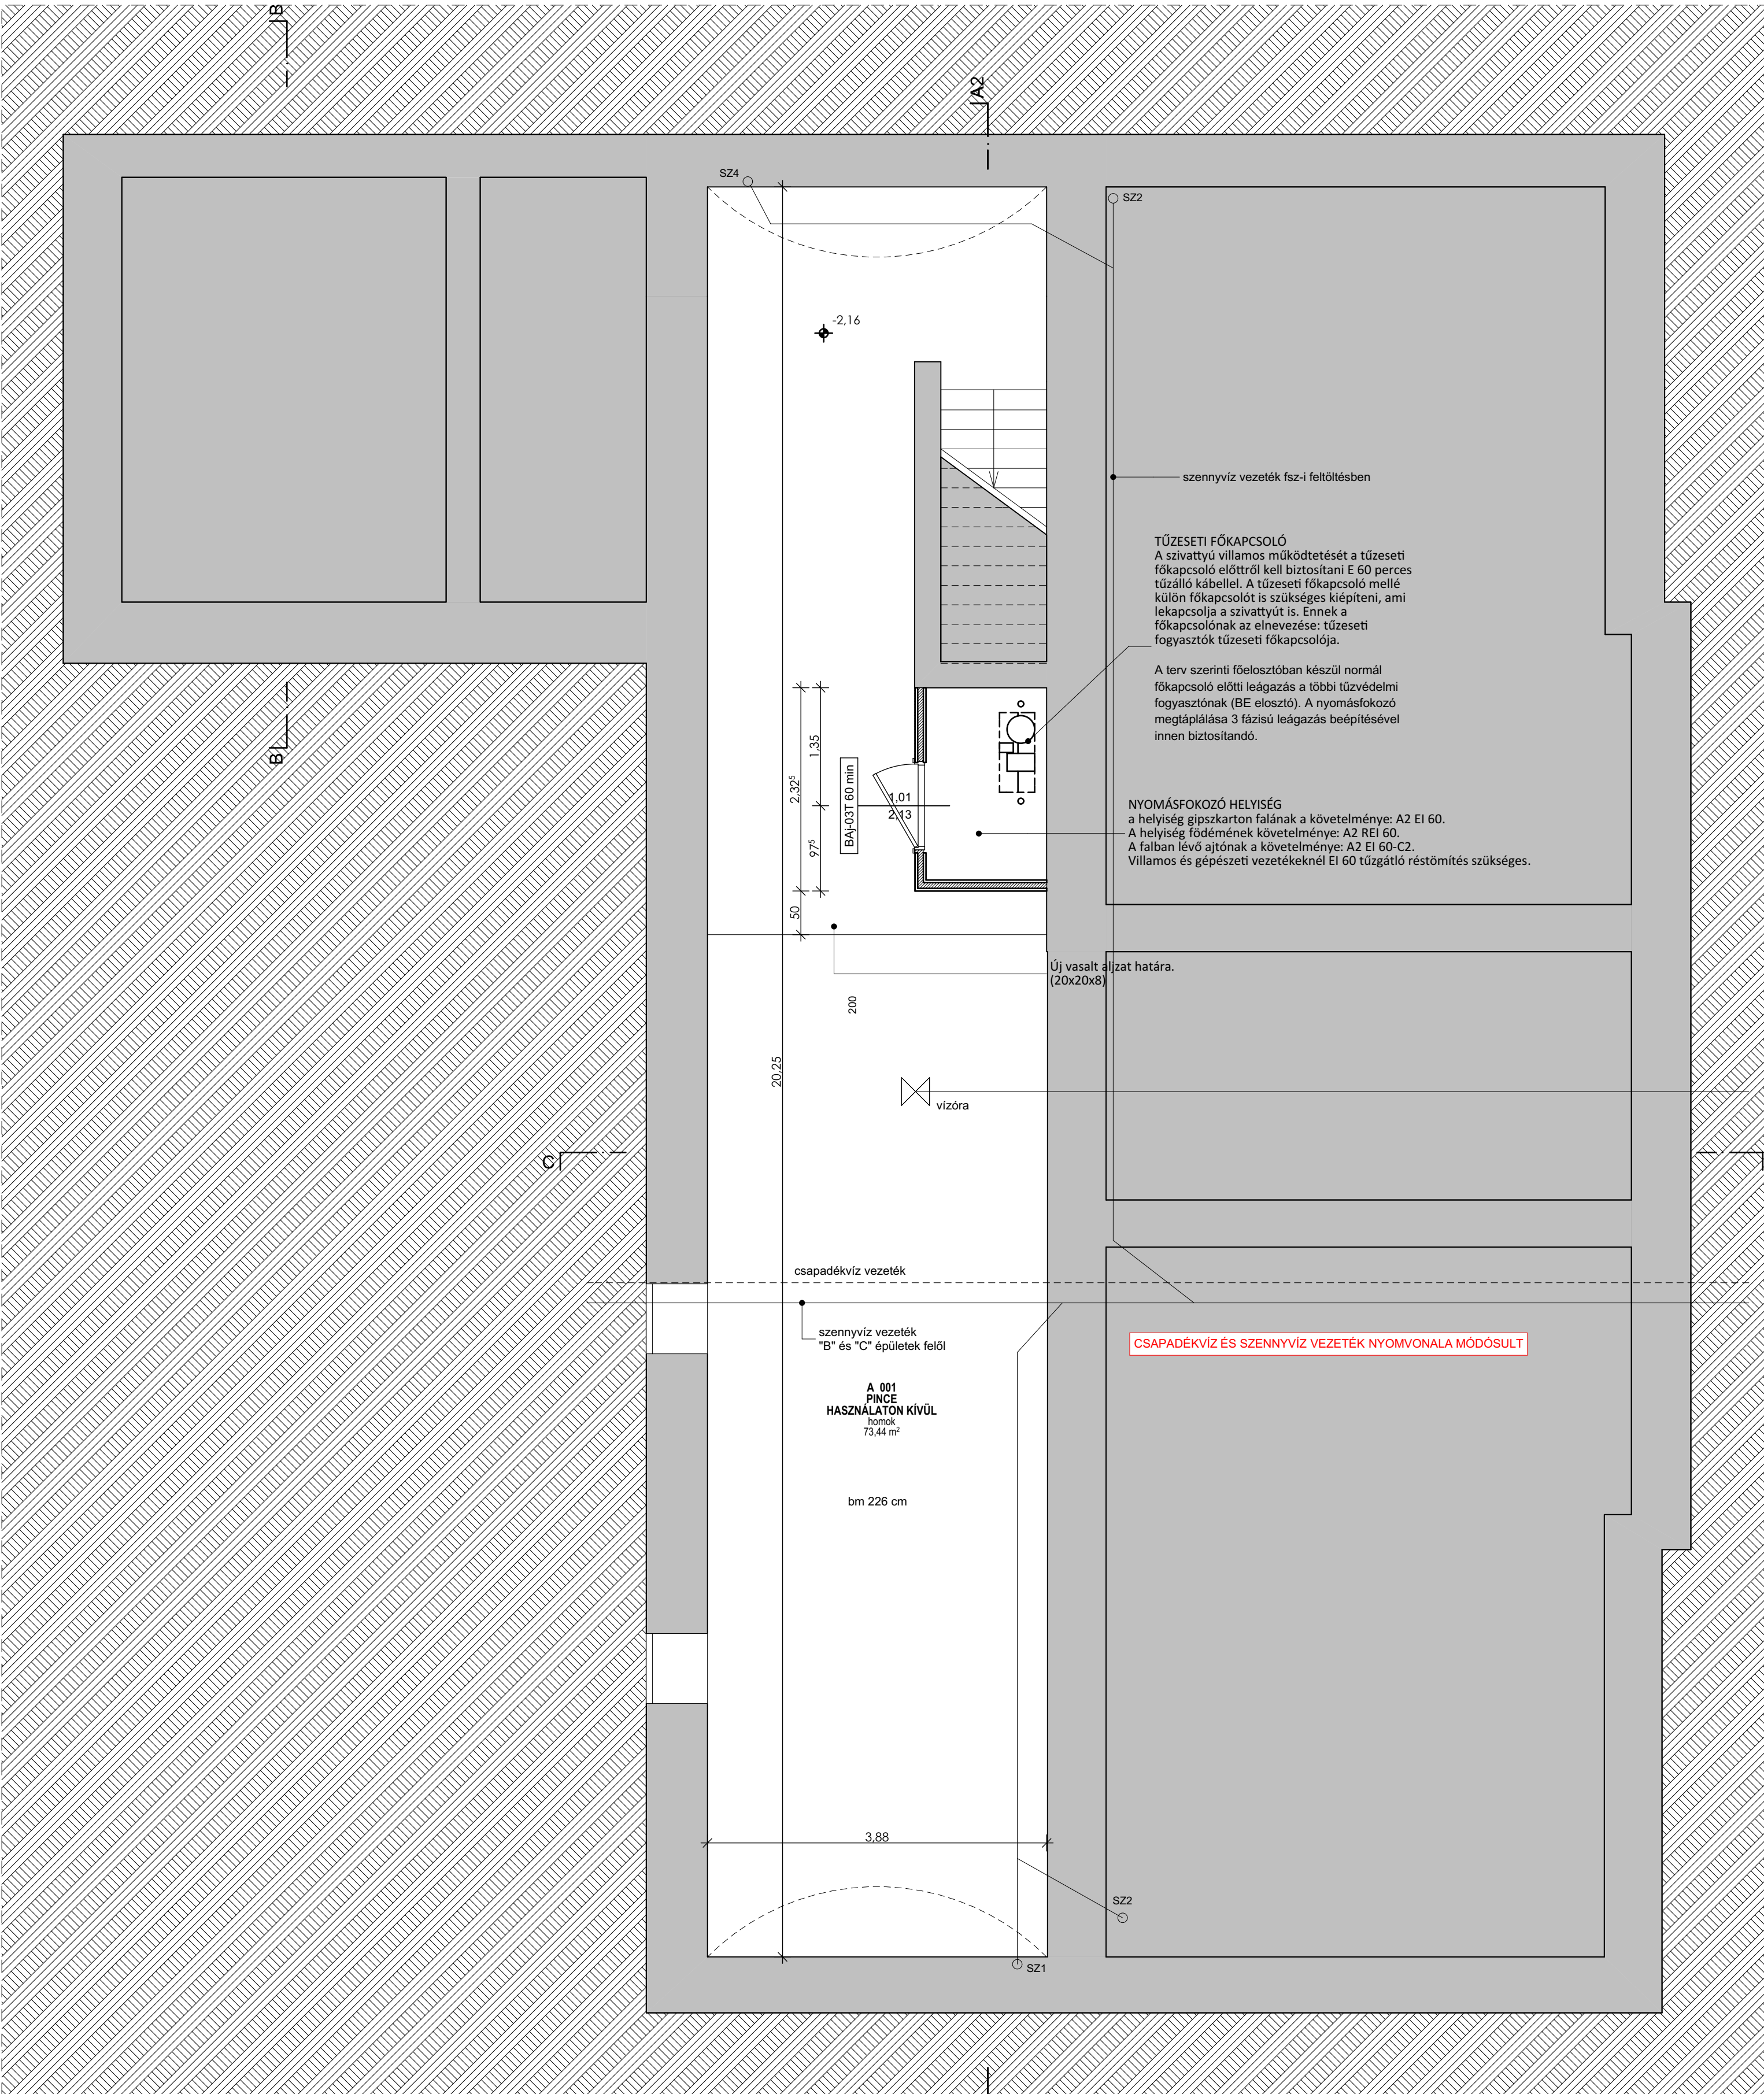 B
A2
SZ4
SZ2
-2,16
szennyvíz vezeték fsz-i feltöltésben
TŰZESETI FŐKAPCSOLÓ
A szivattyú villamos működtetését a tűzeseti
főkapcsoló előttről kell biztosítani E 60 perces
tűzálló kábellel. A tűzeseti főkapcsoló mellé
külön főkapcsolót is szükséges kiépíteni, ami
lekapcsolja a szivattyút is. Ennek a
főkapcsolónak az elnevezése: tűzeseti
fogyasztók tűzeseti főkapcsolója.
A terv szerinti főelosztóban készül normál
főkapcsoló előtti leágazás a többi tűzvédelmi
fogyasztónak (BE elosztó). A nyomásfokozó
megtáplálása 3 fázisú leágazás beépítésével
innen biztosítandó.
B
1,35
2,32⁵
BAj-03T 60 min
1,01
2,13
97⁵
NYOMÁSFOKOZÓ HELYISÉG
a helyiség gipszkarton falának a követelménye: A2 EI 60.
A helyiség födémének követelménye: A2 REI 60.
A falban lévő ajtónak a követelménye: A2 EI 60-C2.
Villamos és gépészeti vezetékeknél EI 60 tűzgátló réstömítés szükséges.
50
Új vasalt aljzat határa.
(20x20x8)
200
20,25
vízóra
C
csapadékvíz vezeték
szennyvíz vezeték
"B" és "C" épületek felől
CSAPADÉKVÍZ ÉS SZENNYVÍZ VEZETÉK NYOMVONALA MÓDÓSULT
A 001
PINCE
HASZNÁLATON KÍVÜL
homok
73,44 m²
bm 226 cm
3,88
SZ2
SZ1